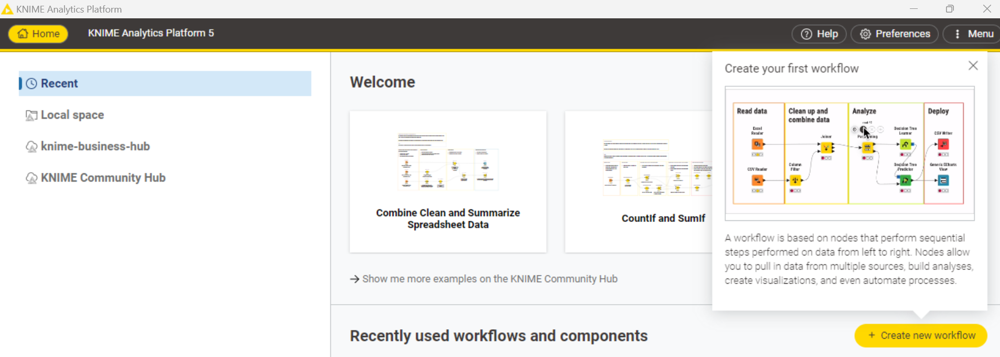 KNIME Analytics Platform
Home
KNIME Analytics Platform 5
Help
Preferences
Menu
Recent
Local space
knime-business-hub
KNIME Community Hub
Welcome
Combine Clean and Summarize
Spreadsheet Data
CountIf and SumIf
→ Show me more examples on the KNIME Community Hub
Recently used workflows and components
Create your first workflow
Read data
Clean up and
combine data
Analyze
Deploy
Excel
Reader
CSV Reader
Column
Filter
Joiner
Decision Tree
Learner
Decision Tree
Predictor
CSV Writer
Generic ECharts
View
A workflow is based on nodes that perform sequential
steps performed on data from left to right. Nodes allow
you to pull in data from multiple sources, build analyses,
create visualizations, and even automate processes.
+ Create new workflow